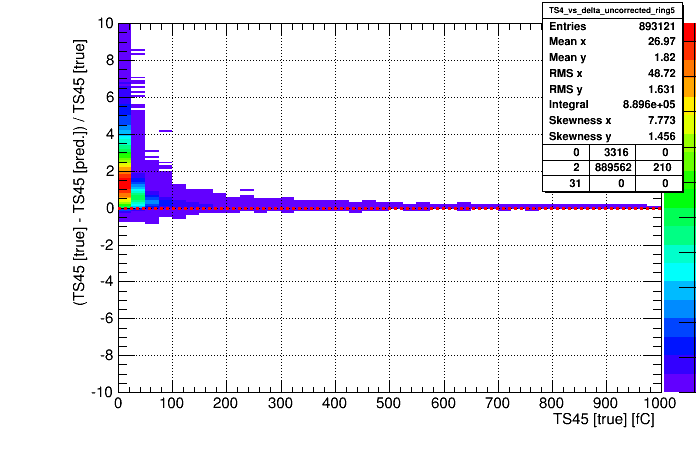 TS4_vs_delta_uncorrected_ring5
Entries 893121
Mean x 26.97
Mean y 1.82
RMS x 48.72
RMS y 1.631
Integral 8.896e+05
Skewness x 7.773
Skewness y 1.456
0 3316 0
2 889562 210
31 0 0
(TS45 [true] - TS45 [pred.]) / TS45 [true]
10
8
6
4
2
0
-2
-4
-6
-8
-10
0 100 200 300 400 500 600 700 800 900 1000
TS45 [true] [fC]